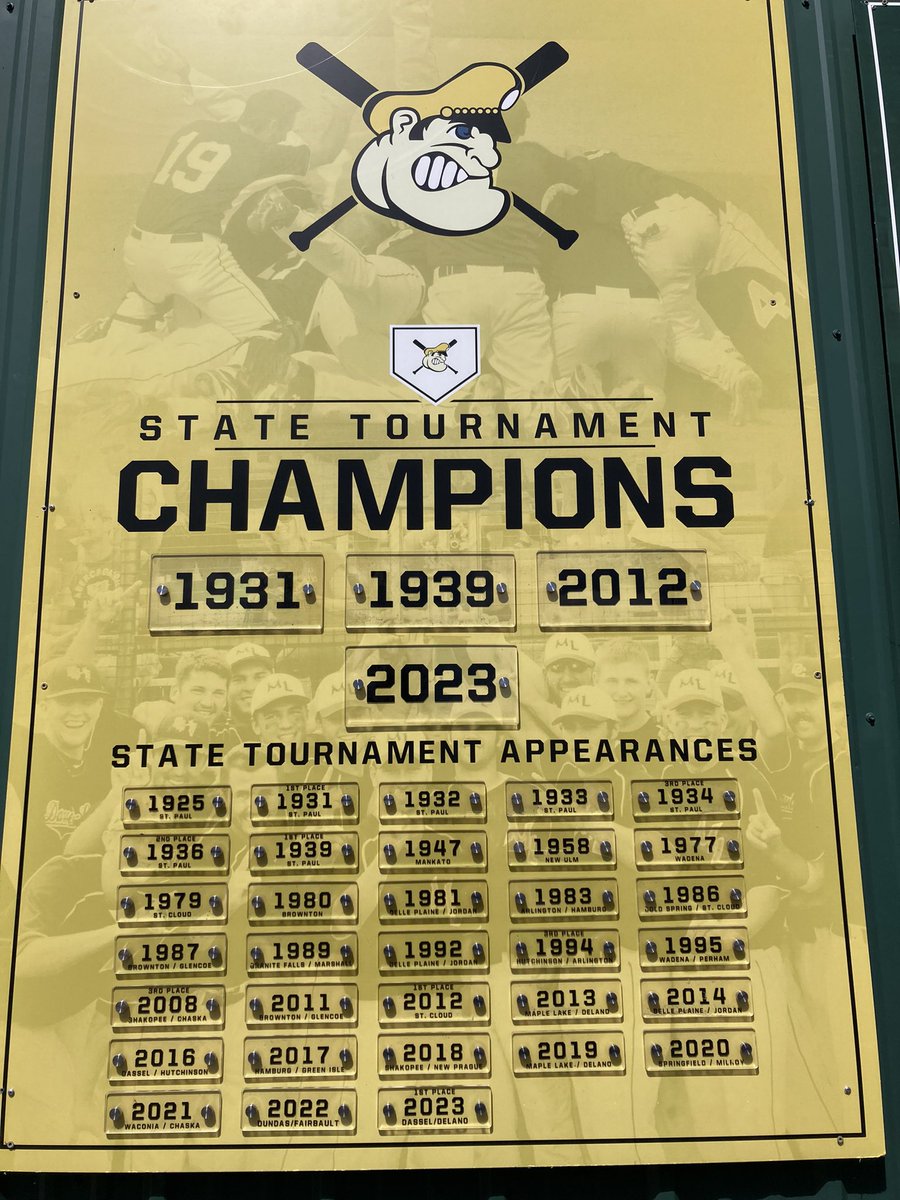 19
STATE TOURNAMENT
CHAMPIONS
1931 1939 2012
2023
STATE TOURNAMENT APPEARANCES
1925
ST. PAUL
1ST PLACE
1931
ST. PAUL
1932
ST. PAUL
1933
ST. PAUL
3RD PLACE
1934
ST. PAUL
2ND PLACE
1936
ST. PAUL
1ST PLACE
1939
ST. PAUL
1947
MANKATO
1958
NEW ULM
1977
WADENA
1979
ST. CLOUD
1980
BROWNTON
1981
BELLE PLAINE / JORDAN
1983
ARLINGTON / HAMBURG
1986
COLD SPRING / ST. CLOUD
1987
BROWNTON / GLENCOE
1989
GRANITE FALLS / MARSHALL
1992
BELLE PLAINE / JORDAN
3RD PLACE
1994
HUTCHINSON / ARLINGTON
1995
WADENA / PERHAM
3RD PLACE
2008
SHAKOPEE / CHASKA
2011
BROWNTON / GLENCOE
1ST PLACE
2012
ST. CLOUD
2013
MAPLE LAKE / DELANO
2014
BELLE PLAINE / JORDAN
2016
DASSEL / HUTCHINSON
2017
HAMBURG / GREEN ISLE
2018
SHAKOPEE / NEW PRAGUE
2019
MAPLE LAKE / DELANO
2020
SPRINGFIELD / MILROY
2021
WACONIA / CHASKA
2022
DUNDAS/FAIRBAULT
1ST PLACE
2023
DASSEL/DELANO